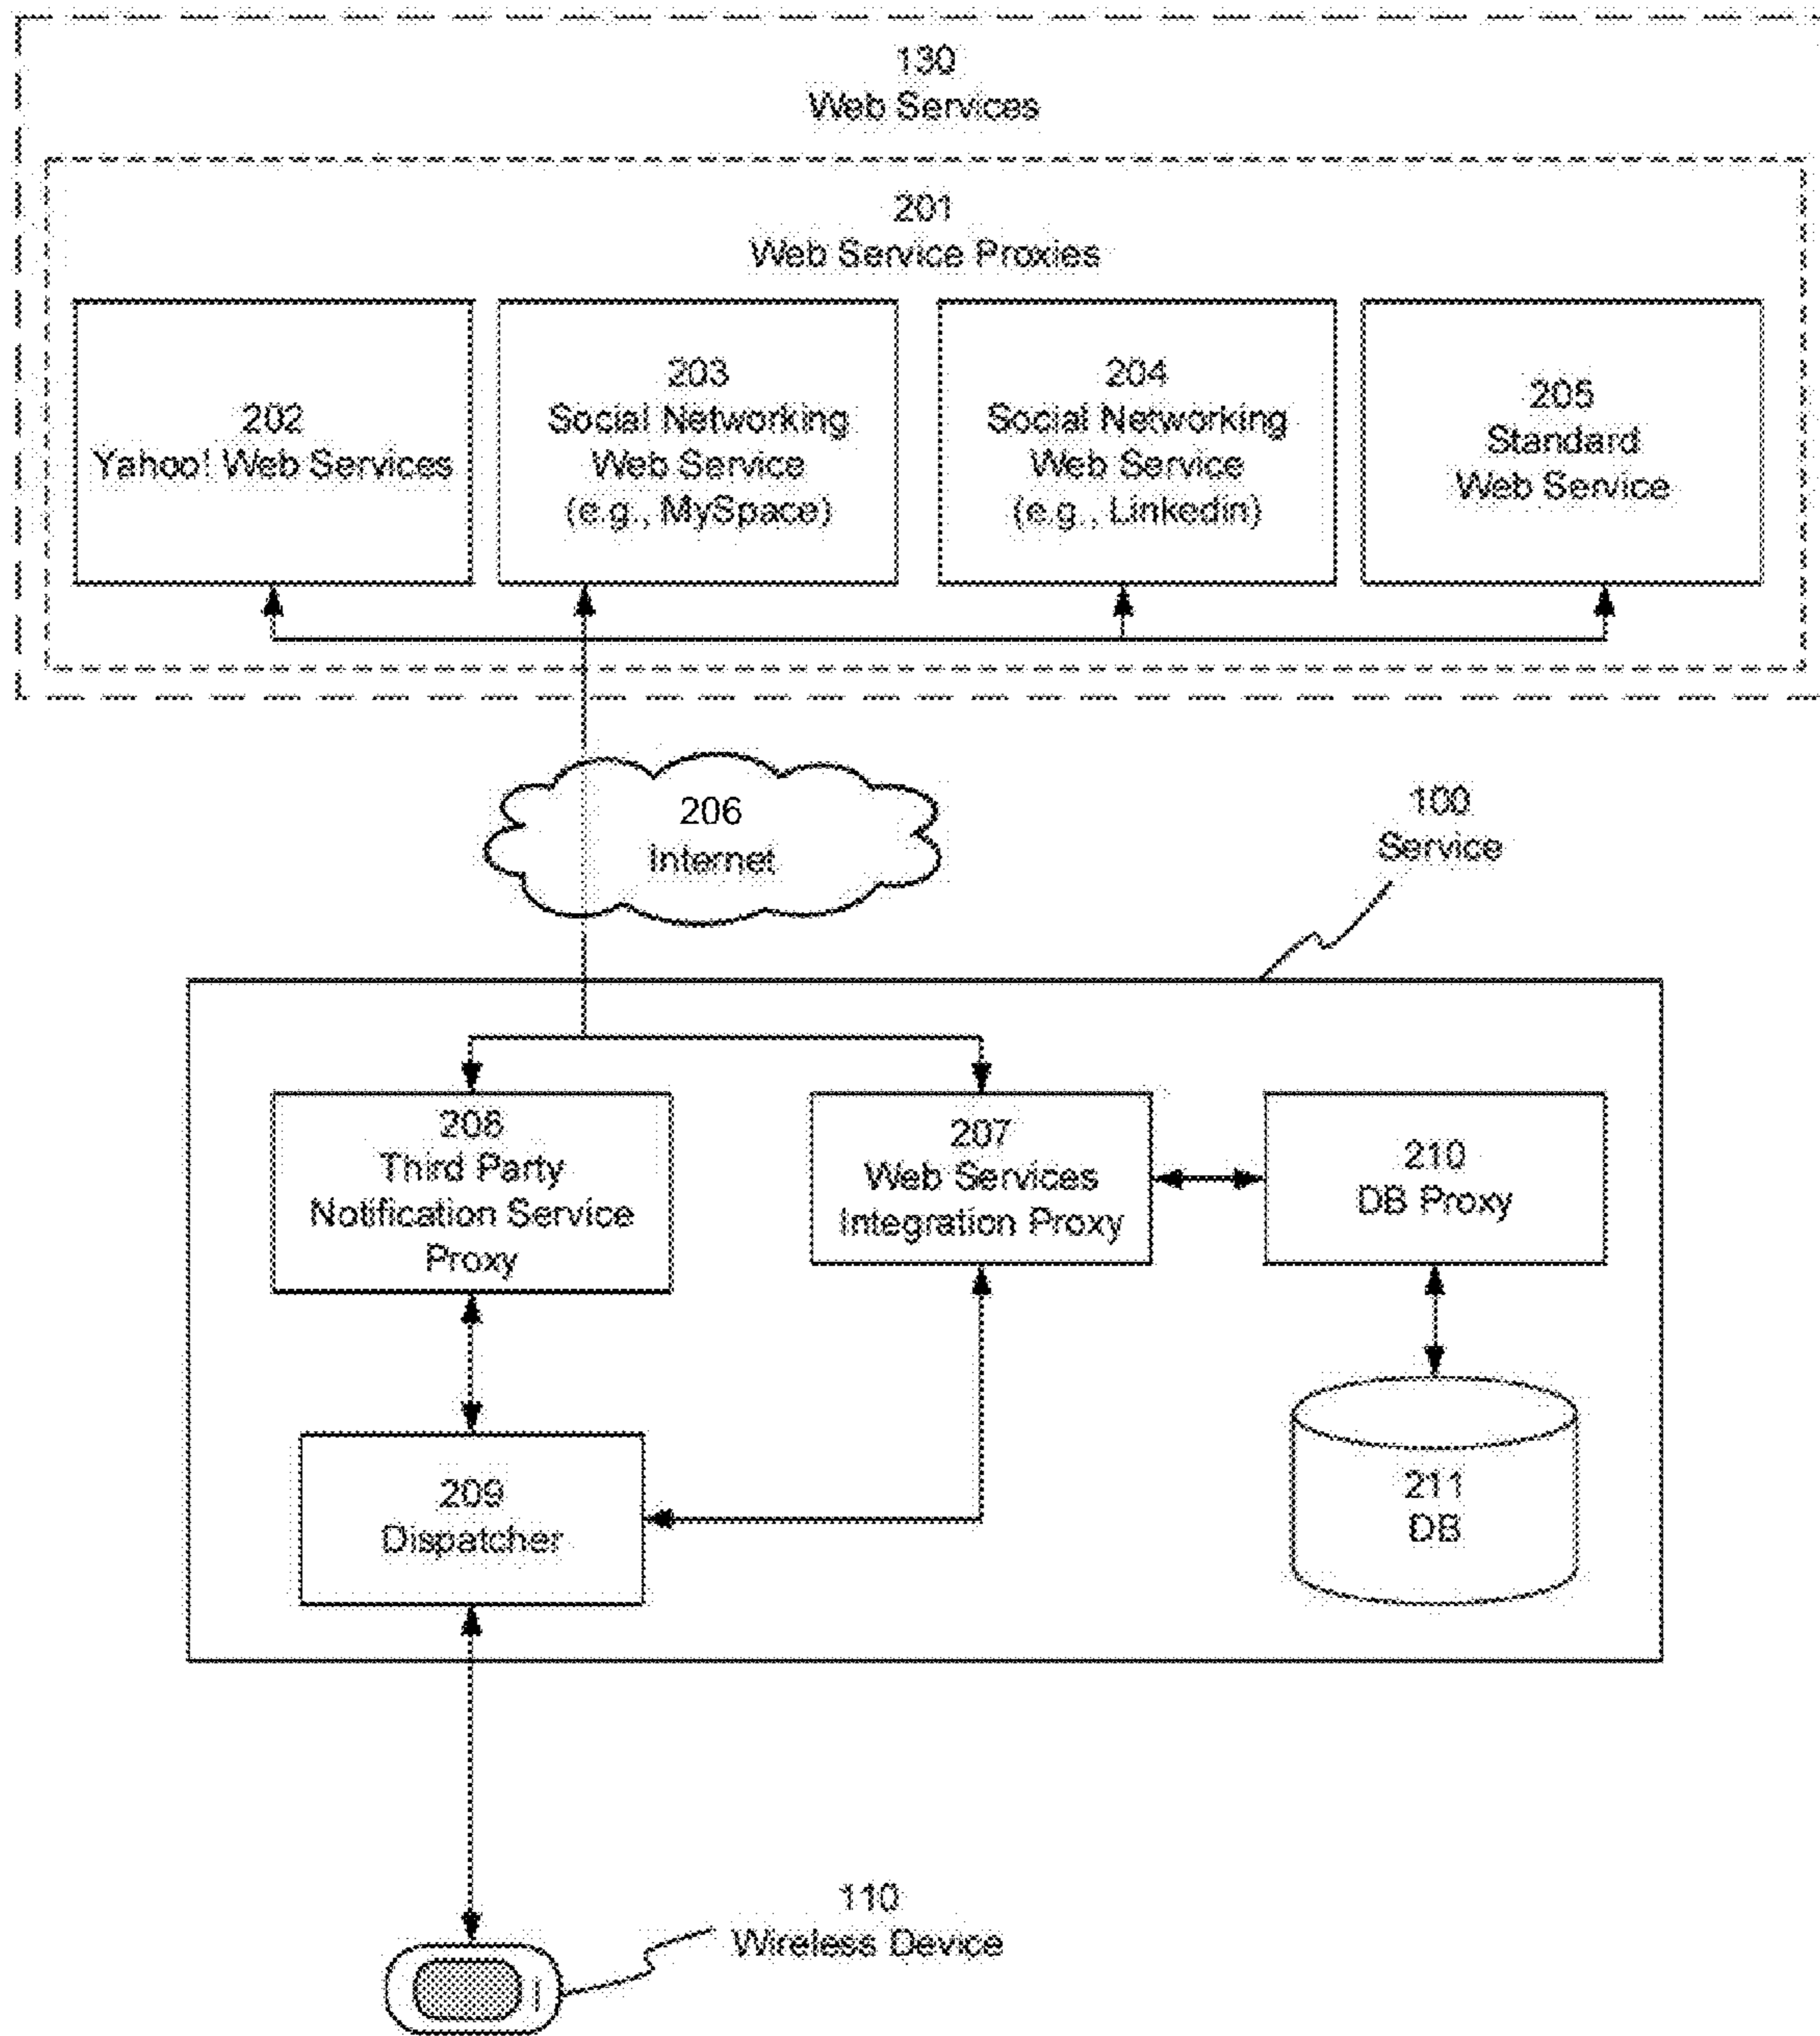 130
Web Services
201
Web Service Proxies
202
Yahoo! Web Services
203
Social Networking
Web Service
(e.g., MySpace)
204
Social Networking
Web Service
(e.g., Linkedin)
205
Standard
Web Service
206
Internet
100
Service
208
Third Party
Notification Service
Proxy
207
Web Services
Integration Proxy
210
DB Proxy
209
Dispatcher
211
DB
110
Wireless Device